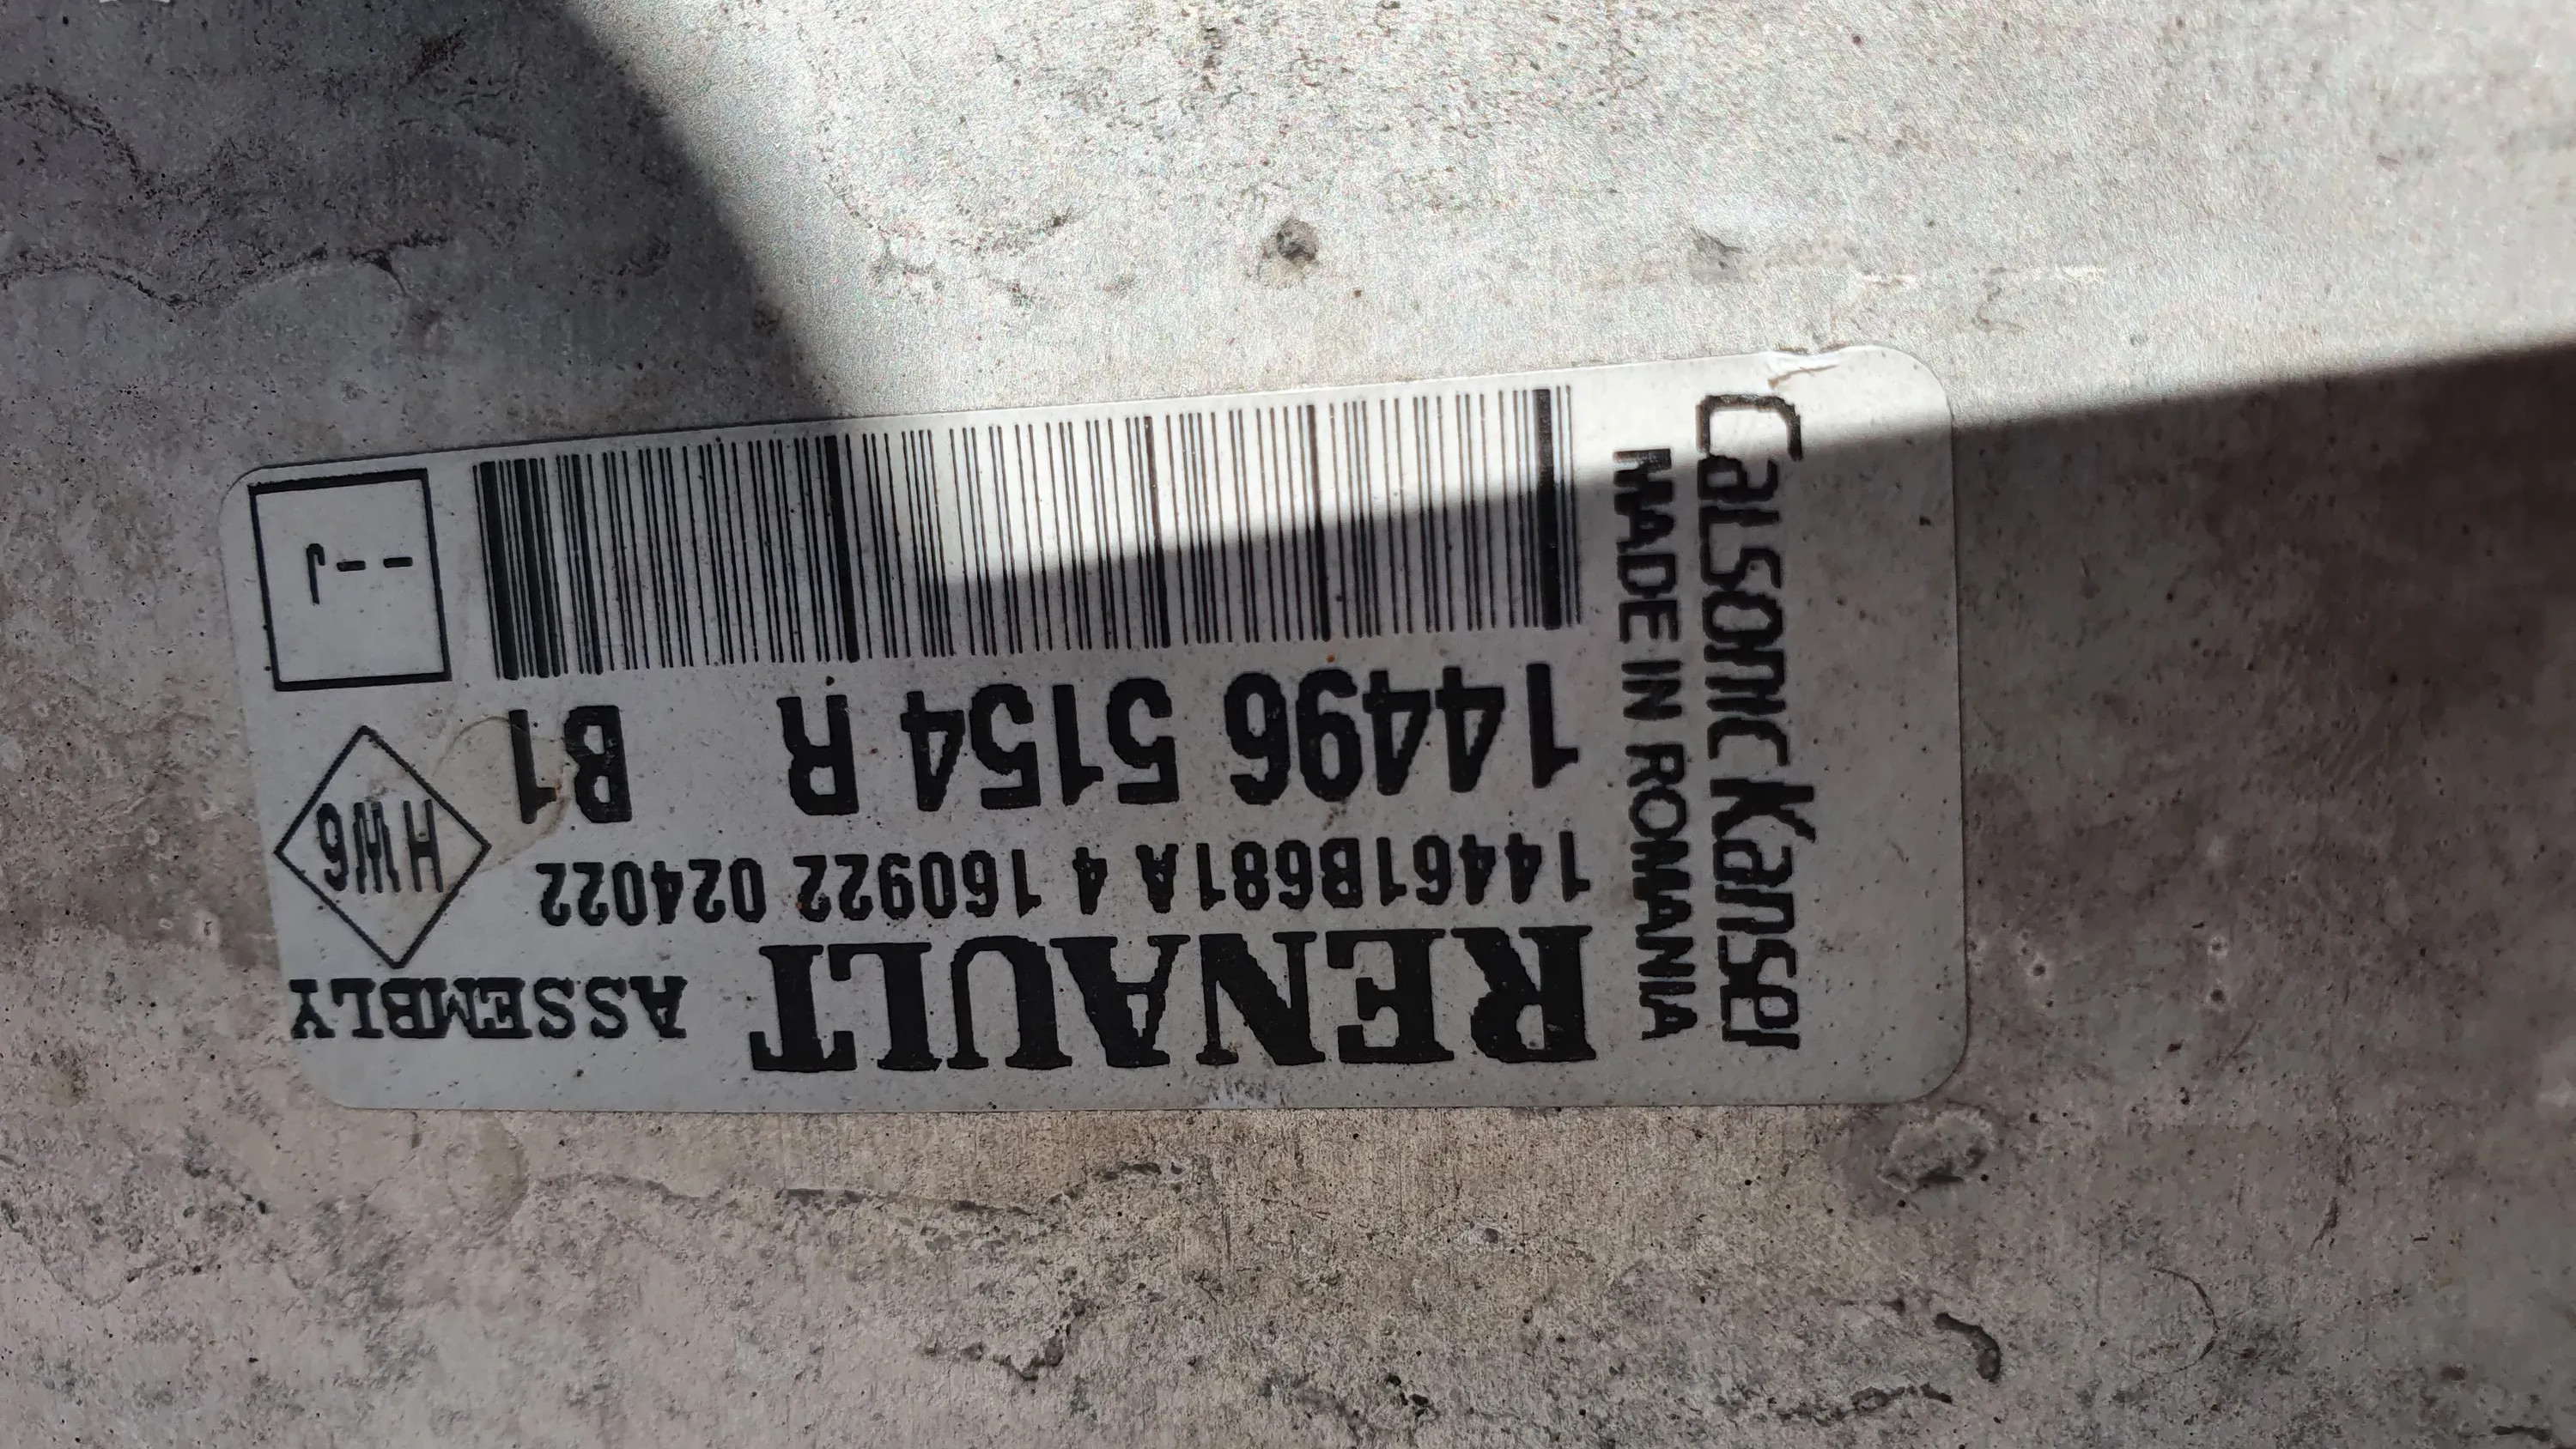 Calsonic Kansei
MADE IN ROMANIA
RENAULT ASSEMBLY
14461B681A 4 160922 024022
14496 5154 R B1
HW6
--J